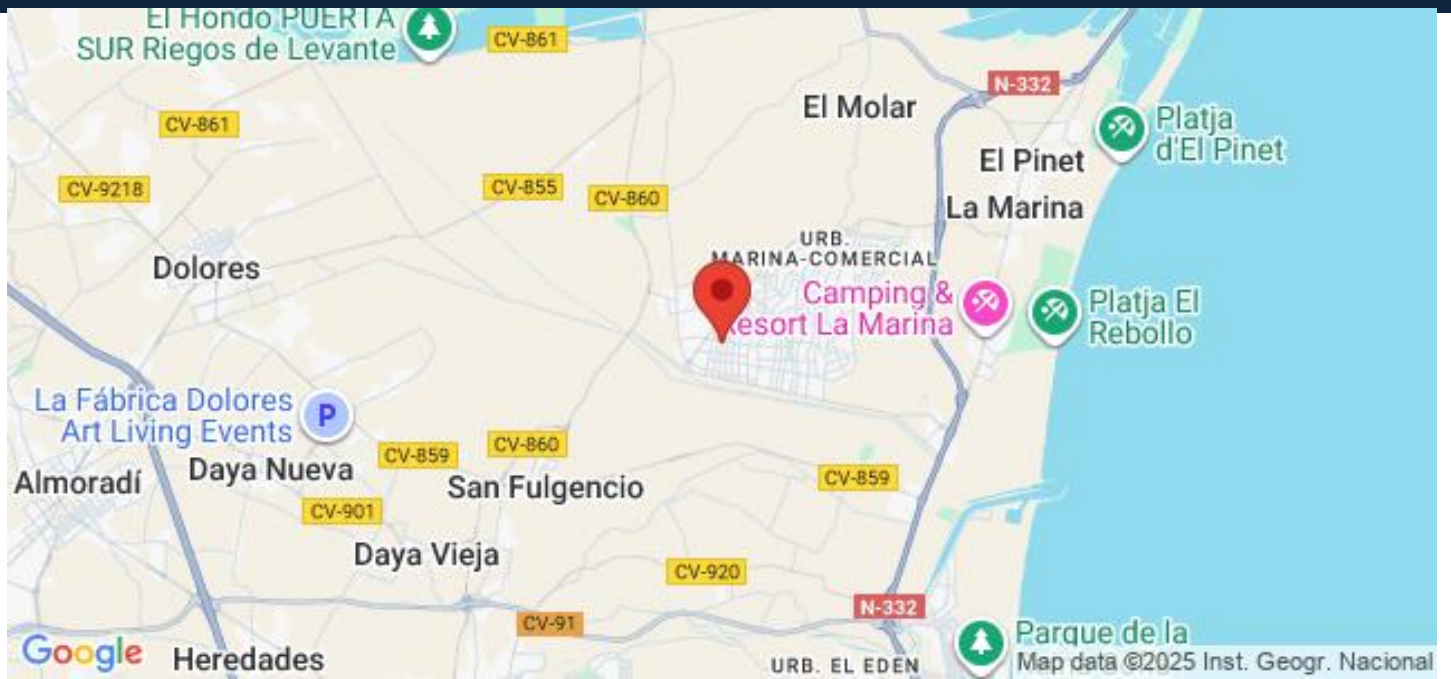 El Hondo PUERTA
SUR Riegos de Levante
CV-861
N-332
El Molar
CV-861
Platja
d'El Pinet
El Pinet
CV-9218
CV-855
CV-860
La Marina
URB.
MARINA-COMERCIAL
Dolores
Camping &
Resort La Marina
Platja El
Rebollo
La Fábrica Dolores
Art Living Events
P
CV-860
CV-859
Daya Nueva
CV-859
Almoradí
San Fulgencio
CV-901
Daya Vieja
CV-920
N-332
CV-91
Parque de la
Google
Heredades
URB. EL EDEN
Map data ©2025 Inst. Geogr. Nacional